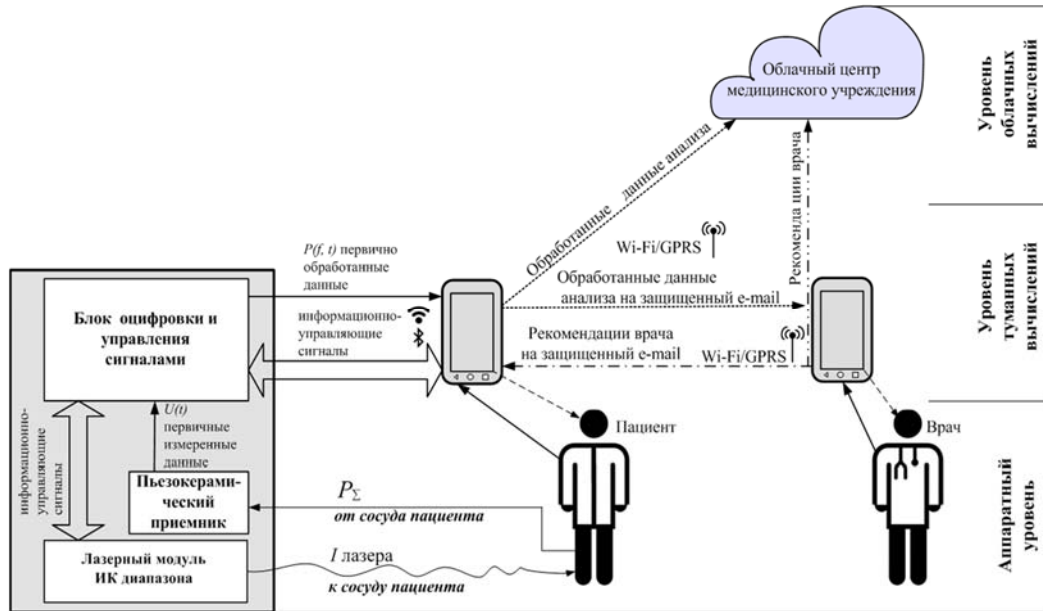 Облачный центр
медицинского учреждения
Уровень
облачных
вычислений
Обработанные данные анализа
Рекоменда ции врача
Wi-Fi/GPRS
P(f, t) первично
обработанные
данные
Обработанные данные
анализа на защищенный e-mail
Уровень
туманных
вычислений
Блок оцифровки и
управления
сигналами
информационно-
управляющие
сигналы
Рекомендации врача
на защищенный e-mail
Wi-Fi/GPRS
U(t)
первичные
измеренные
данные
информационно-
управляющие
сигналы
Пациент
Врач
Пьезокерами-
ческий
приемник
PΣ
от сосуда пациента
Аппаратный
уровень
Лазерный модуль
ИК диапазона
I лазера
к сосуду пациента